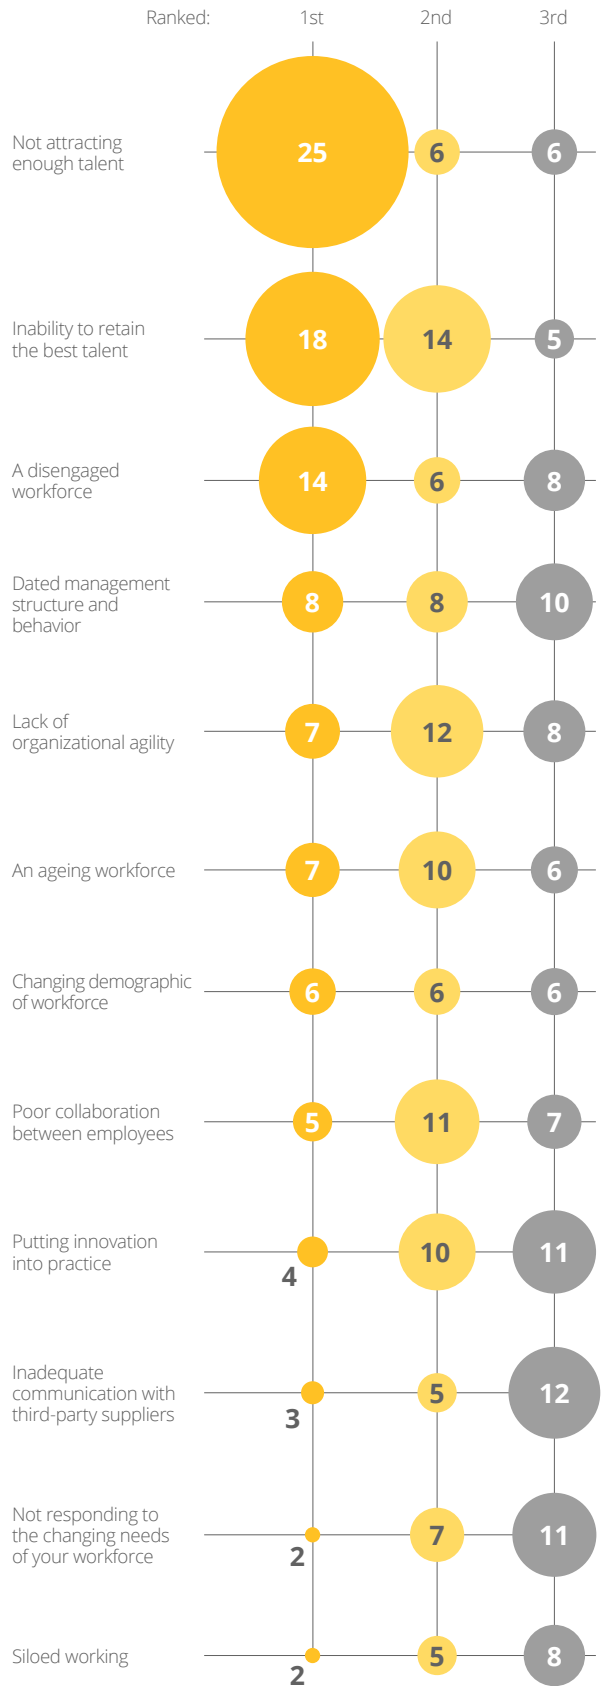 Ranked: 1st 2nd 3rd
Not attracting
enough talent
25 6 6
Inability to retain
the best talent
18 14 5
A disengaged
workforce
14 6 8
Dated management
structure and
behavior
8 8 10
Lack of
organizational agility
7 12 8
An ageing workforce 7 10 6
Changing demographic
of workforce
6 6 6
Poor collaboration
between employees
5 11 7
Putting innovation
into practice
4 10 11
Inadequate
communication with
third-party suppliers
3 5 12
Not responding to
the changing needs
of your workforce
2 7 11
Siloed working 2 5 8